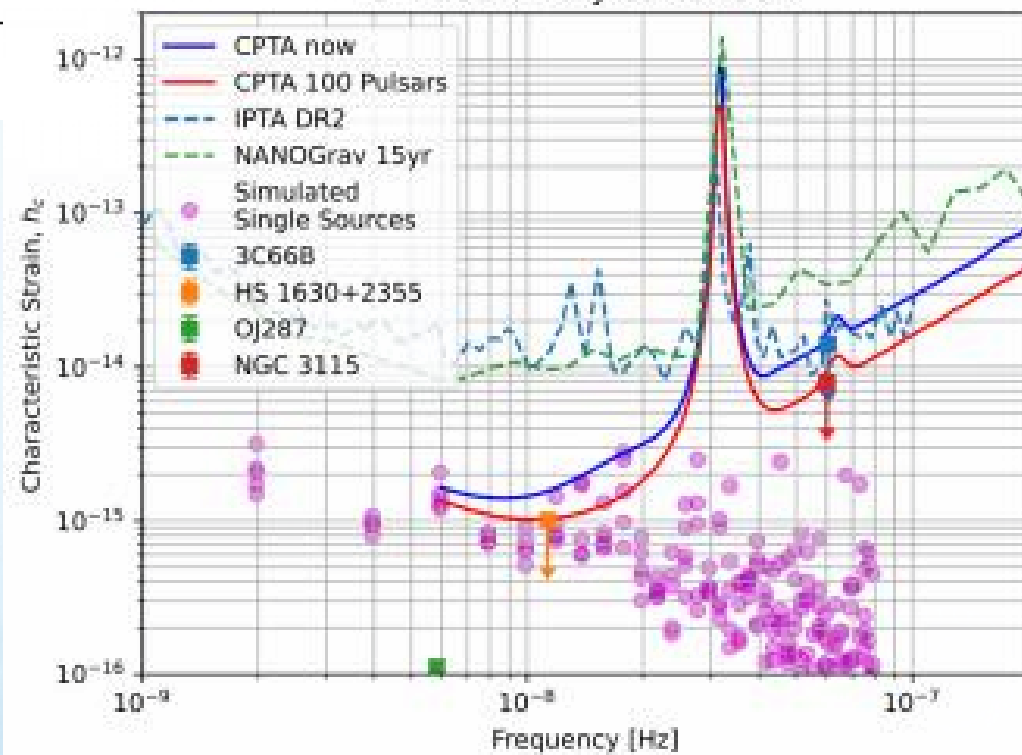 10⁻¹²
10⁻¹³
10⁻¹⁴
10⁻¹⁵
10⁻¹⁶
Characteristic Strain, h_c
CPTA now
CPTA 100 Pulsars
IPTA DR2
NANOGrav 15yr
Simulated
Single Sources
3C66B
HS 1630+2355
OJ287
NGC 3115
10⁻⁹
10⁻⁸
10⁻⁷
Frequency [Hz]